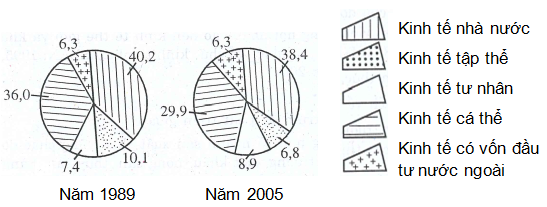 6,3
40,2
36,0
7,4
10,1
Năm 1989
6,3
38,4
29,9
8,9
6,8
Năm 2005
Kinh tế nhà nước
Kinh tế tập thể
Kinh tế tư nhân
Kinh tế cá thể
Kinh tế có vốn đầu
tư nước ngoài